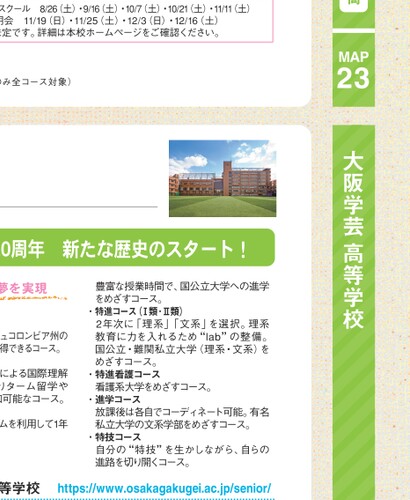 スクール 8/26(土)・9/16(土)・10/7(土)・10/21(土)・11/11(土)
明会 11/19(日)・11/25(土)・12/3(日)・12/16(土)
定です。詳細は本校ホームページをご確認ください。
のみ全コース対象)
MAP
23
大阪学芸 高等学校
0周年 新たな歴史のスタート!
夢を実現
ュコロンビア州の
得できるコース。
による国際理解
ターム留学や
可能なコース。
ムを利用して1年
豊富な授業時間で、国公立大学への進学
をめざすコース。
・特進コース(Ⅰ類・Ⅱ類)
2年次に「理系」「文系」を選択。理系
教育に力を入れるため“lab”の整備。
国公立・難関私立大学(理系・文系)を
めざすコース。
・特進看護コース
看護系大学をめざすコース。
・進学コース
放課後は各自でコーディネート可能。有名
私立大学の文系学部をめざすコース。
・特技コース
自分の“特技”を生かしながら、自らの
進路を切り開くコース。
等学校 https://www.osakagakugei.ac.jp/senior/